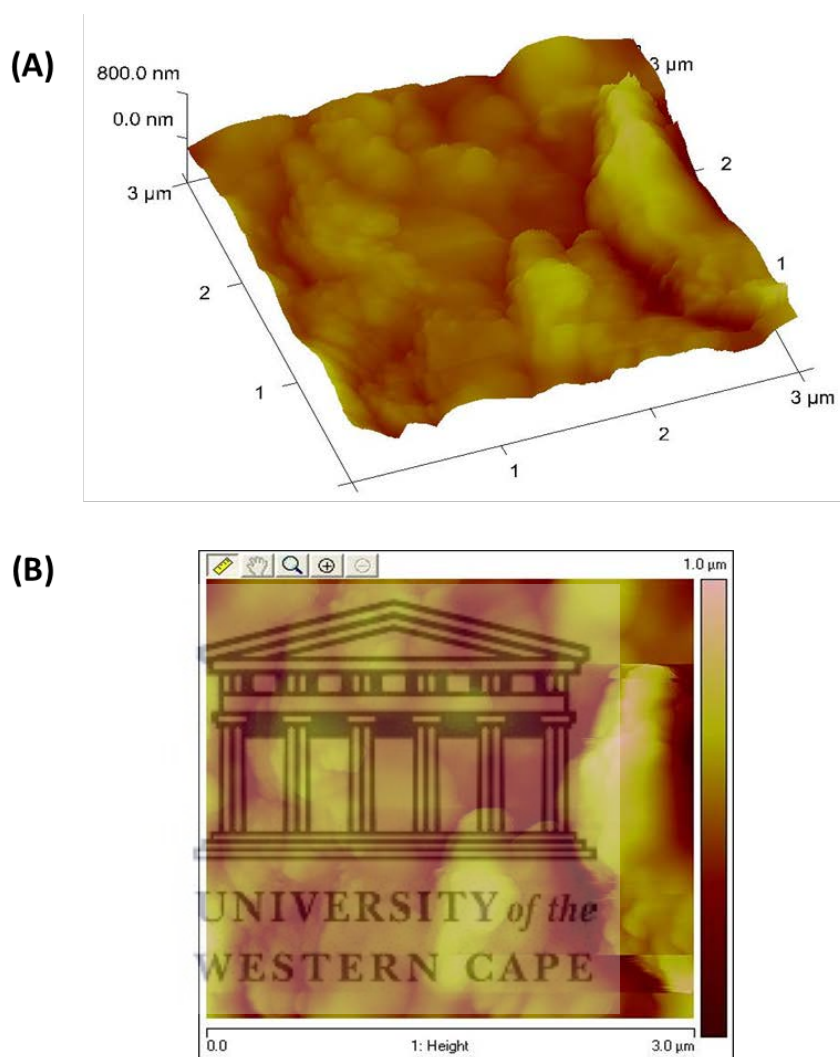 (A)
800.0 nm
0.0 nm
3 µm
3 µm
2
2
1
1
3 µm
2
1
(B)
1.0 µm
UNIVERSITY of the
WESTERN CAPE
0.0 1: Height 3.0 µm